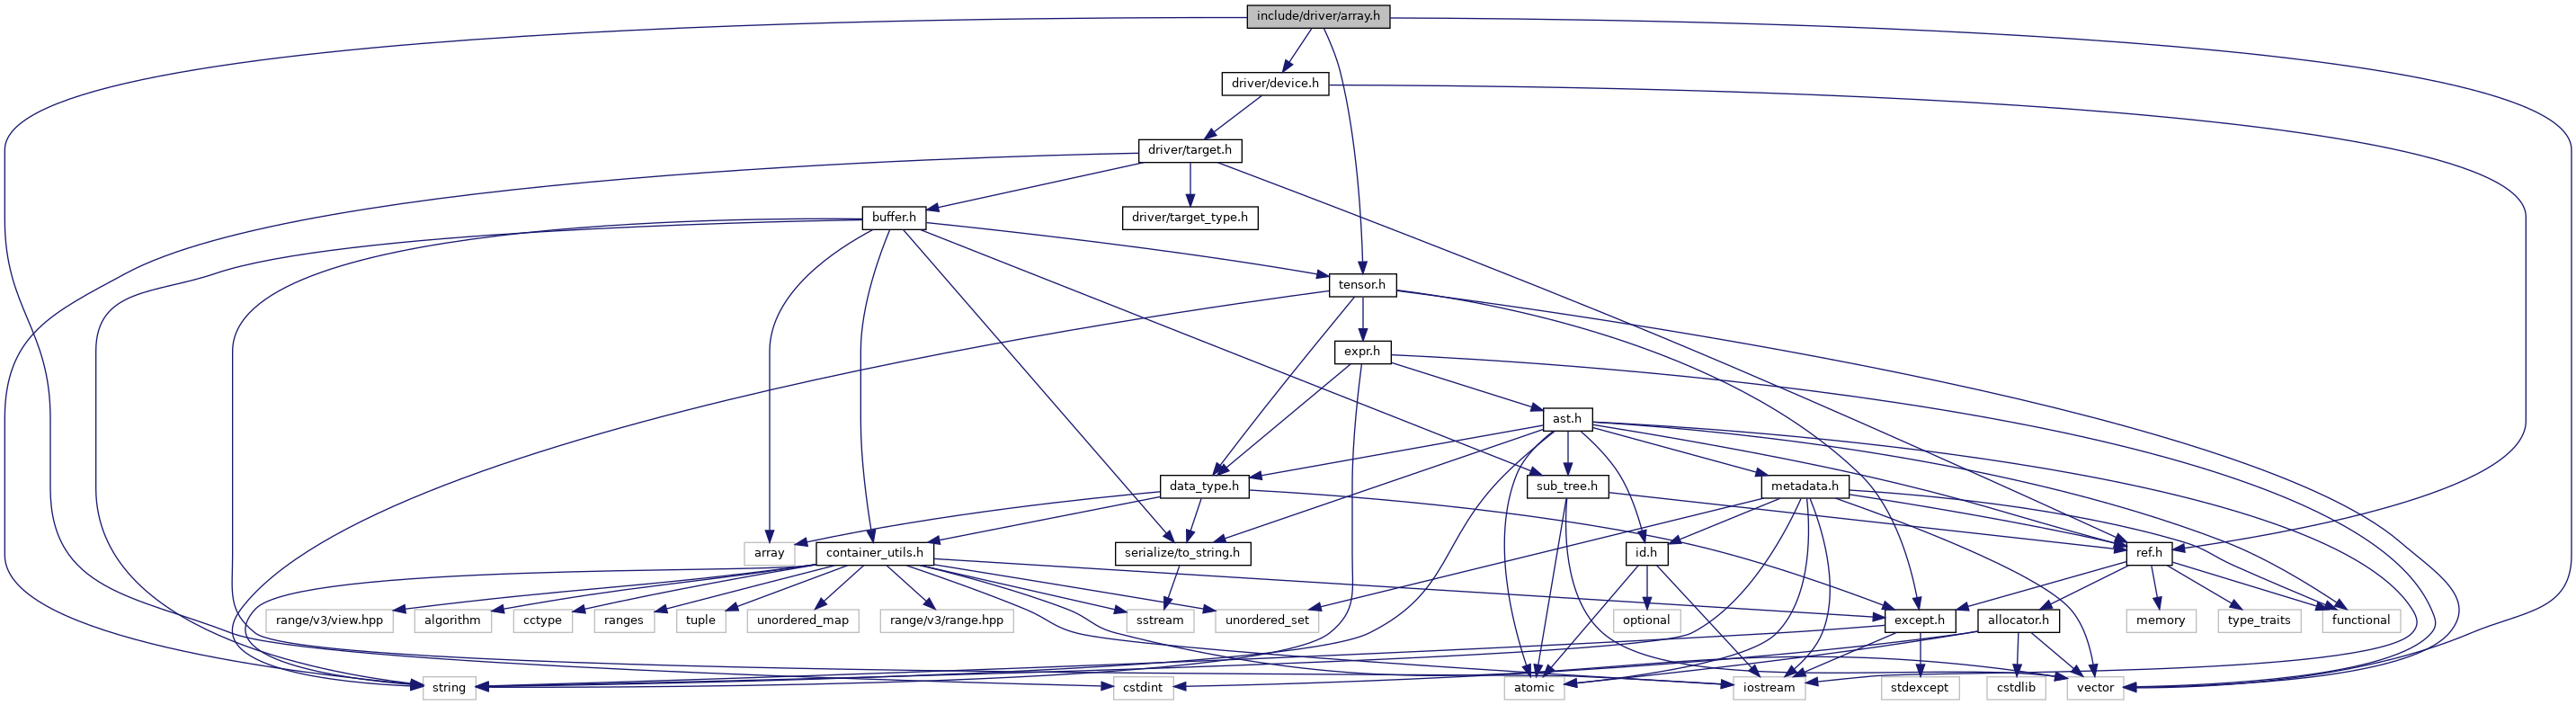 include/driver/array.h
driver/device.h
driver/target.h
buffer.h
driver/target_type.h
tensor.h
expr.h
ast.h
data_type.h
sub_tree.h
metadata.h
array
container_utils.h
serialize/to_string.h
id.h
ref.h
range/v3/view.hpp
algorithm
cctype
ranges
tuple
unordered_map
range/v3/range.hpp
sstream
unordered_set
optional
except.h
allocator.h
memory
type_traits
functional
string
cstdint
atomic
iostream
stdexcept
cstdlib
vector